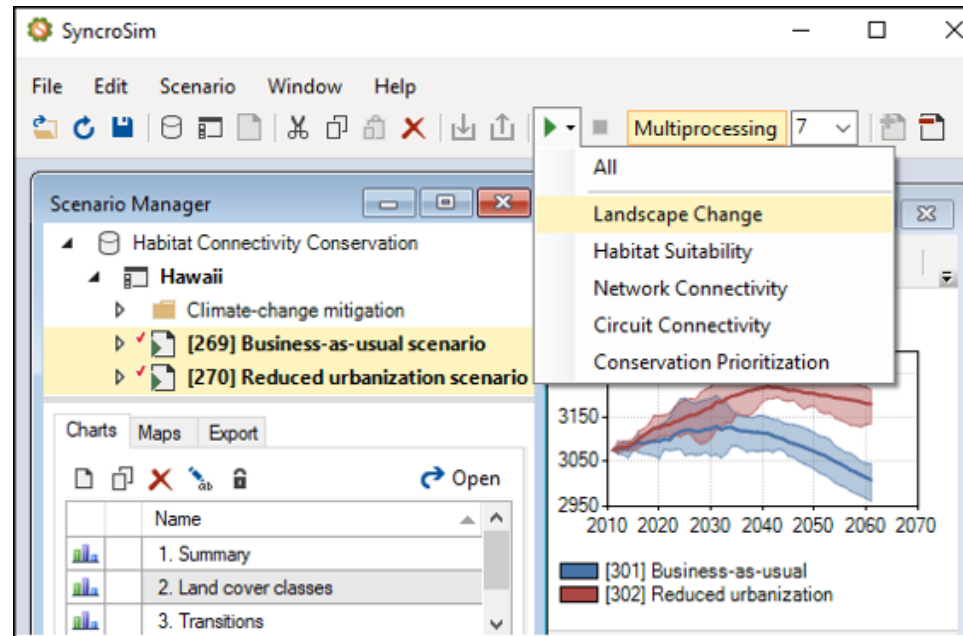 SyncroSim
File Edit Scenario Window Help
Multiprocessing 7
All
Landscape Change
Habitat Suitability
Network Connectivity
Circuit Connectivity
Conservation Prioritization
Scenario Manager
Habitat Connectivity Conservation
Hawaii
Climate-change mitigation
[269] Business-as-usual scenario
[270] Reduced urbanization scenario
Charts Maps Export
ab Open
Name
1. Summary
2. Land cover classes
3. Transitions
3150
3050
2950
2010 2020 2030 2040 2050 2060 2070
[301] Business-as-usual
[302] Reduced urbanization